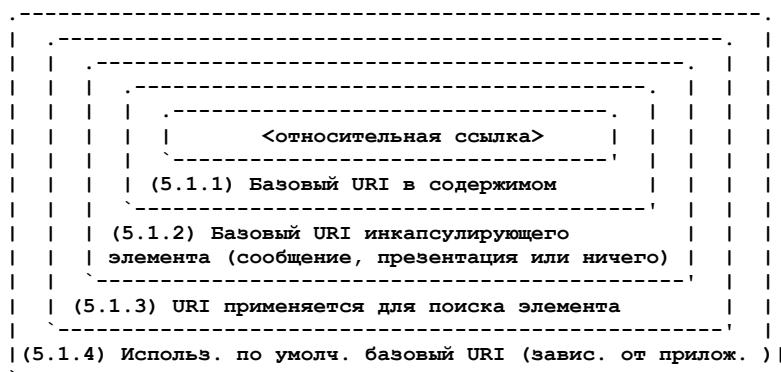 <относительная ссылка>
(5.1.1) Базовый URI в содержимом
(5.1.2) Базовый URI инкапсулирующего
элемента (сообщение, презентация или ничего)
(5.1.3) URI применяется для поиска элемента
(5.1.4) Использ. по умолч. базовый URI (завис. от прилож. )